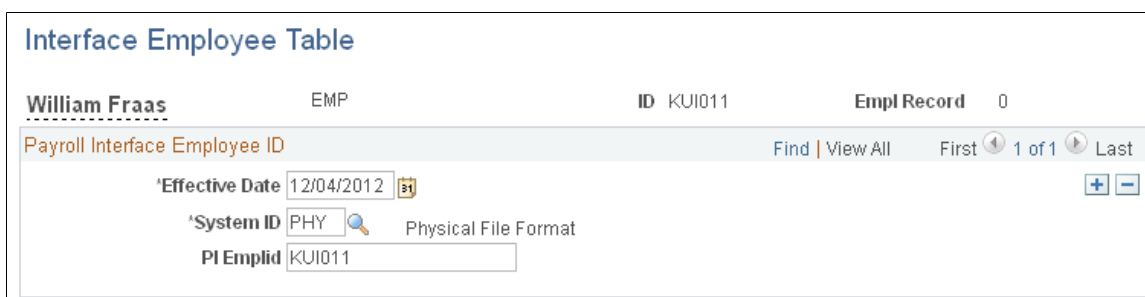 Interface Employee Table
William Fraas EMP ID KUI011 Empl Record 0
Payroll Interface Employee ID Find | View All First 1 of 1 Last
*Effective Date 12/04/2012 31
*System ID PHY Physical File Format
PI Emplid KUI011